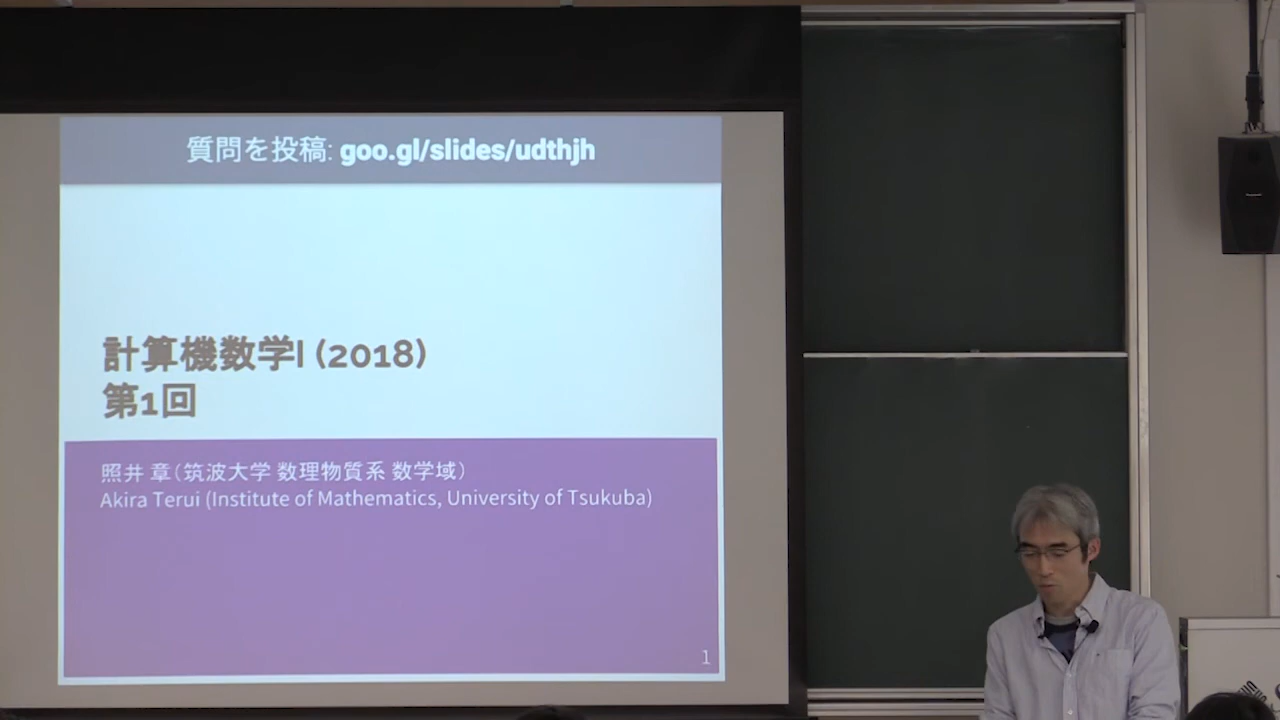 質問を投稿: goo.gl/slides/udthjh
計算機数学I (2018)
第1回
照井 章（筑波大学 数理物質系 数学域）
Akira Terui (Institute of Mathematics, University of Tsukuba)
1